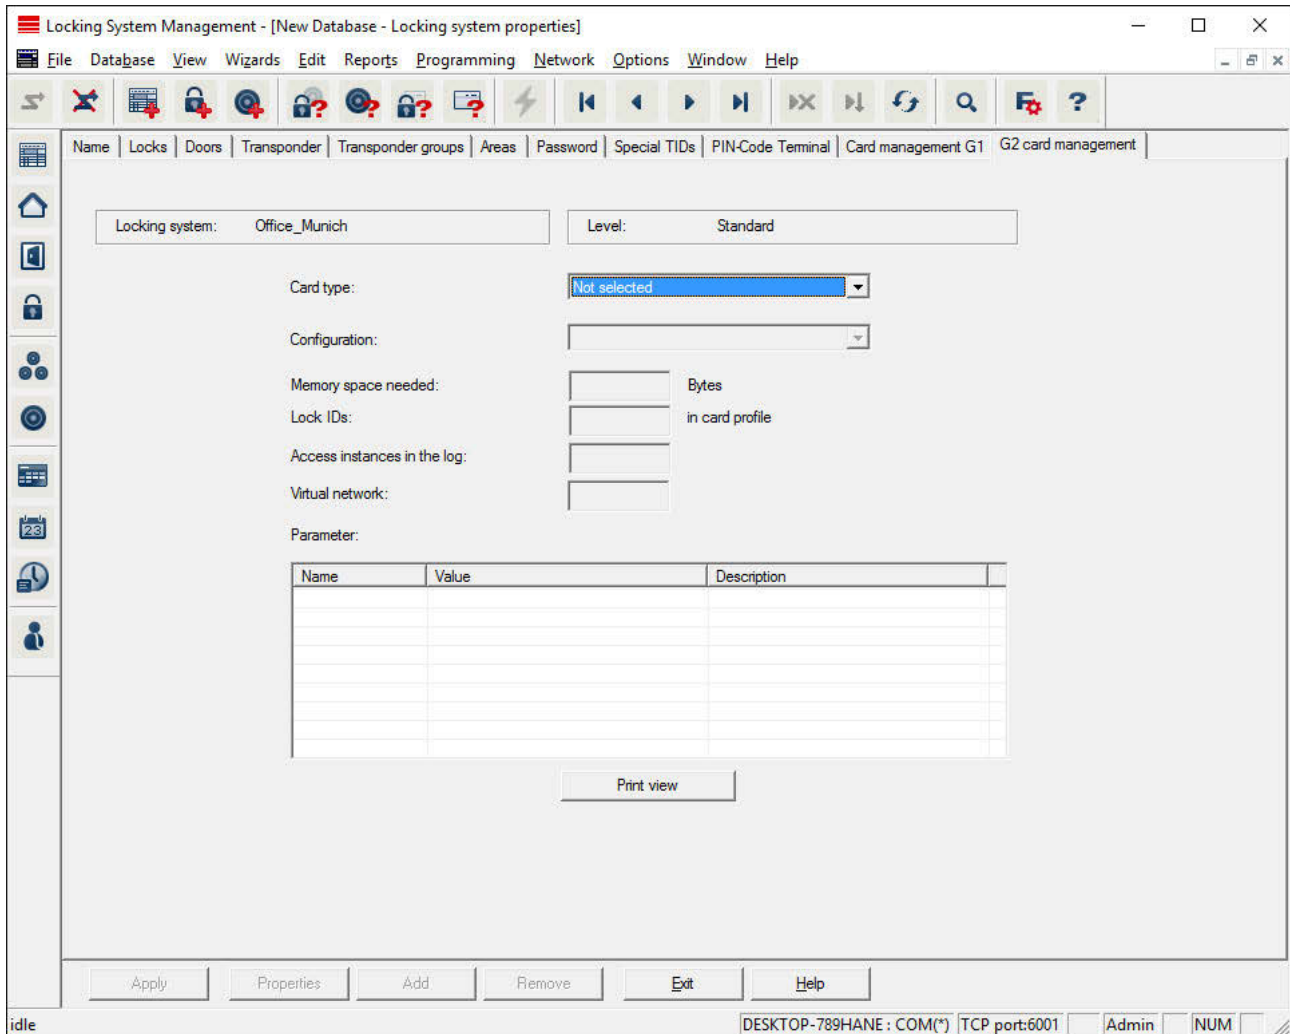 Locking System Management - [New Database - Locking system properties]
File Database View Wizards Edit Reports Programming Network Options Window Help
Name Locks Doors Transponder Transponder groups Areas Password Special TIDs PIN-Code Terminal Card management G1 G2 card management
Locking system: Office_Munich Level: Standard
Card type: Not selected
Configuration:
Memory space needed: Bytes
Lock IDs: in card profile
Access instances in the log:
Virtual network:
Parameter:
Name Value Description
Print view
Apply Properties Add Remove Exit Help
idle DESKTOP-789HANE : COM(*) TCP port:6001 Admin NUM